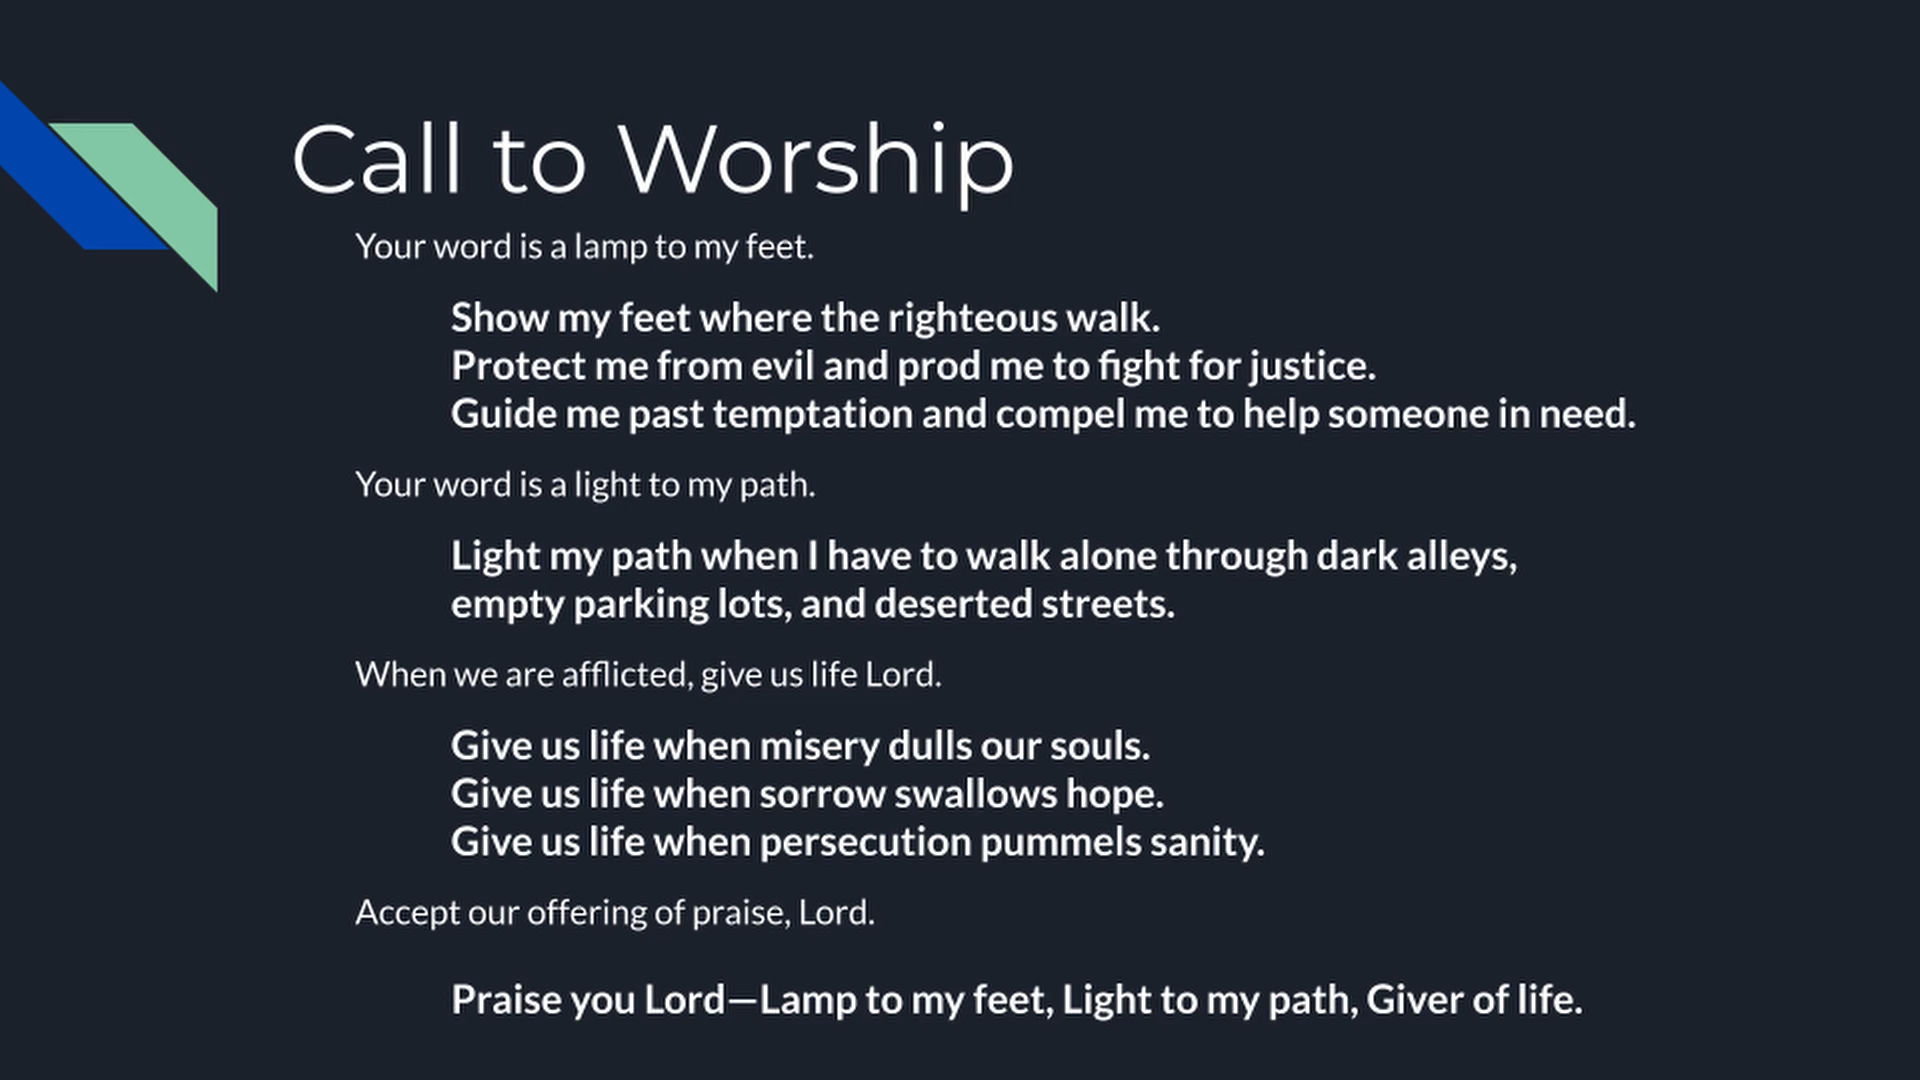 Call to Worship
Your word is a lamp to my feet.
Show my feet where the righteous walk.
Protect me from evil and prod me to fight for justice.
Guide me past temptation and compel me to help someone in need.
Your word is a light to my path.
Light my path when I have to walk alone through dark alleys,
empty parking lots, and deserted streets.
When we are afflicted, give us life Lord.
Give us life when misery dulls our souls.
Give us life when sorrow swallows hope.
Give us life when persecution pummels sanity.
Accept our offering of praise, Lord.
Praise you Lord—Lamp to my feet, Light to my path, Giver of life.